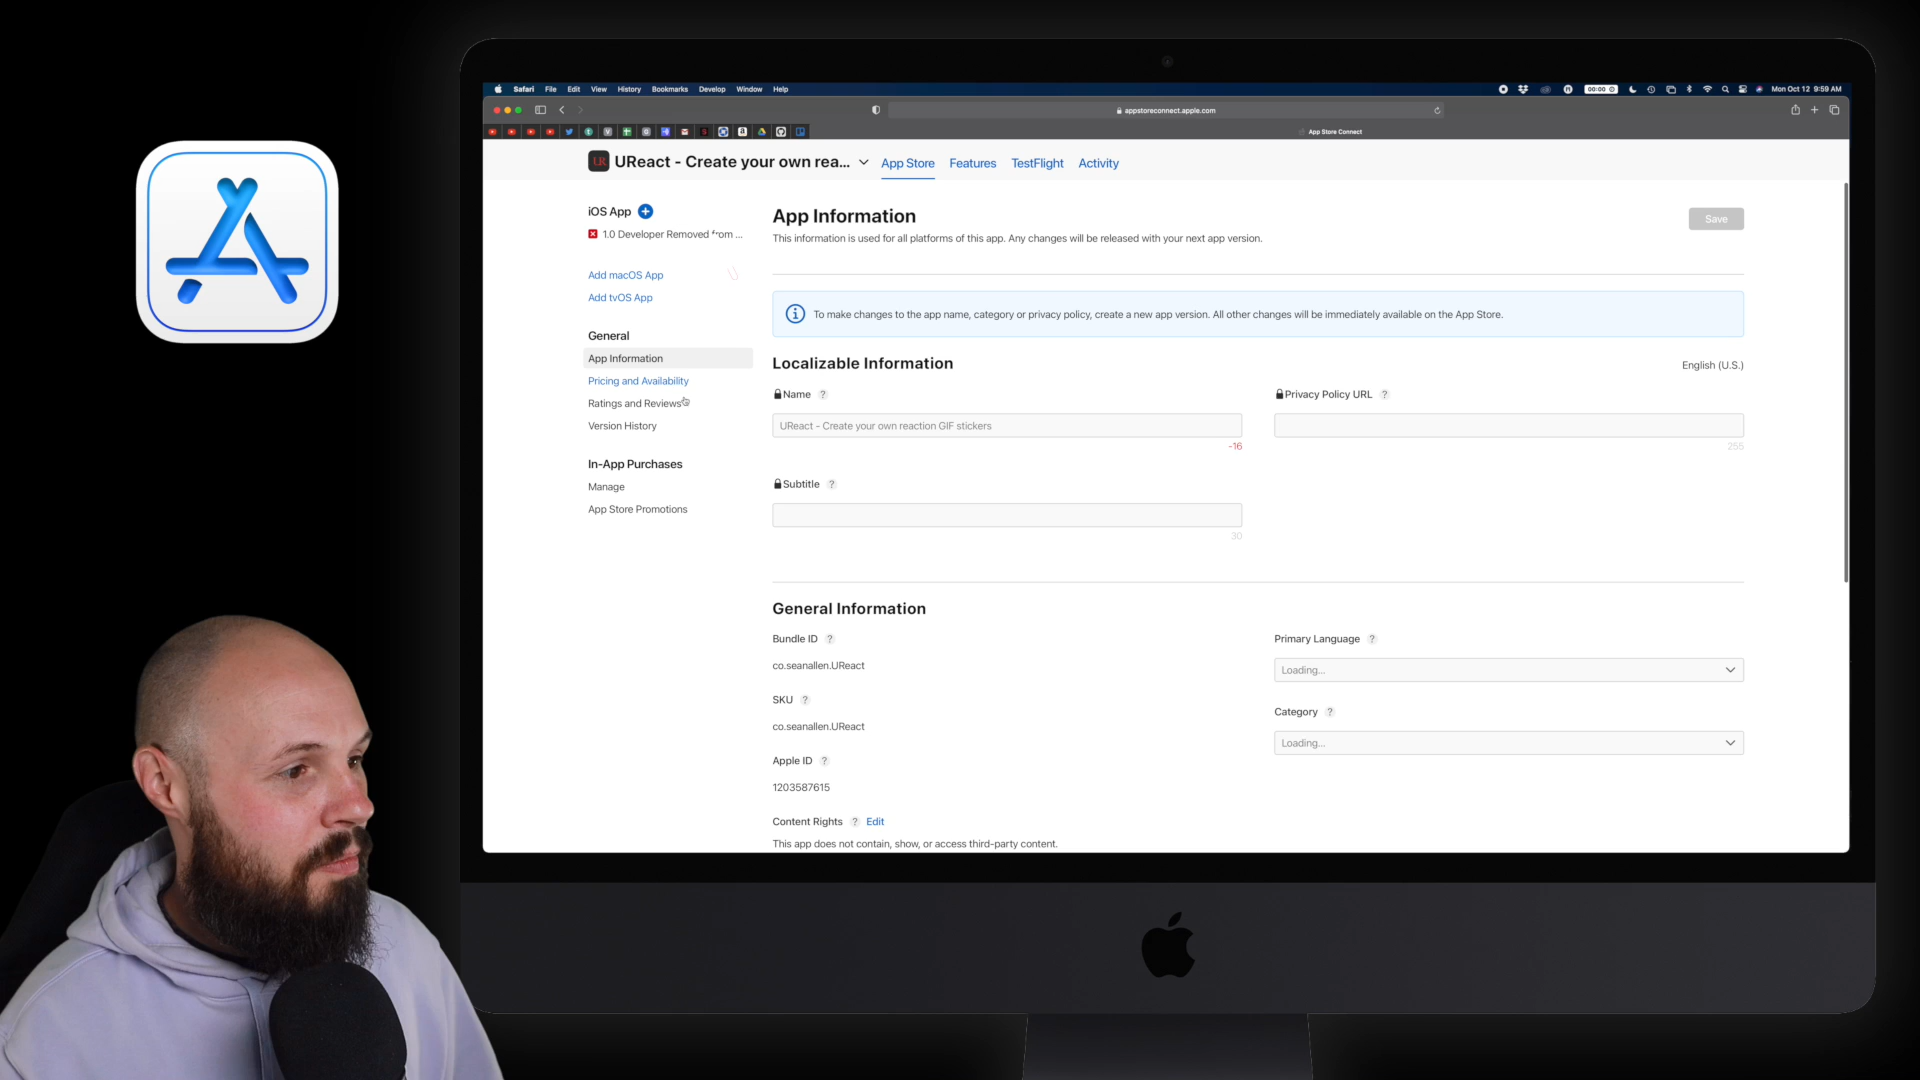 Safari File Edit View History Bookmarks Develop Window Help
00:00
Mon Oct 12 9:59 AM
appstoreconnect.apple.com
App Store Connect
UR
UReact - Create your own rea...
App Store Features TestFlight Activity
iOS App
1.0 Developer Removed from ...
Add macOS App
Add tvOS App
General
App Information
Pricing and Availability
Ratings and Reviews
Version History
In-App Purchases
Manage
App Store Promotions
App Information
Save
This information is used for all platforms of this app. Any changes will be released with your next app version.
To make changes to the app name, category or privacy policy, create a new app version. All other changes will be immediately available on the App Store.
Localizable Information
English (U.S.)
Name ?
UReact - Create your own reaction GIF stickers
-16
Privacy Policy URL ?
255
Subtitle ?
30
General Information
Bundle ID ?
co.seanallen.UReact
SKU ?
co.seanallen.UReact
Apple ID ?
1203587615
Content Rights ? Edit
This app does not contain, show, or access third-party content.
Primary Language ?
Loading...
Category ?
Loading...